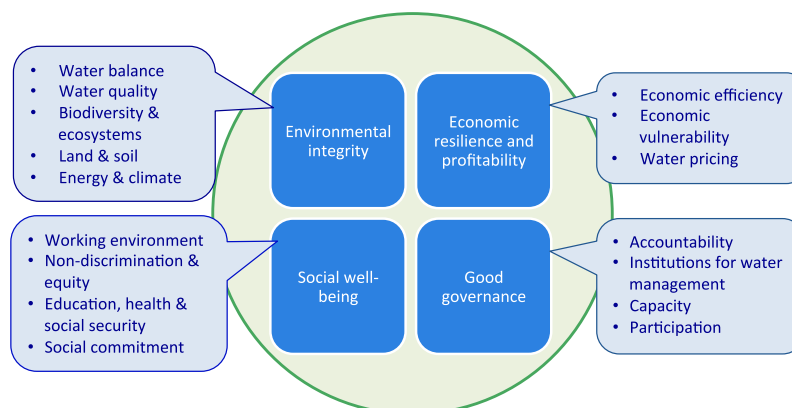 • Water balance
• Water quality
• Biodiversity &
ecosystems
• Land & soil
• Energy & climate
Environmental
integrity
Economic
resilience and
profitability
• Economic efficiency
• Economic
vulnerability
• Water pricing
• Working environment
• Non-discrimination &
equity
• Education, health &
social security
• Social commitment
Social well-
being
Good
governance
• Accountability
• Institutions for water
management
• Capacity
• Participation